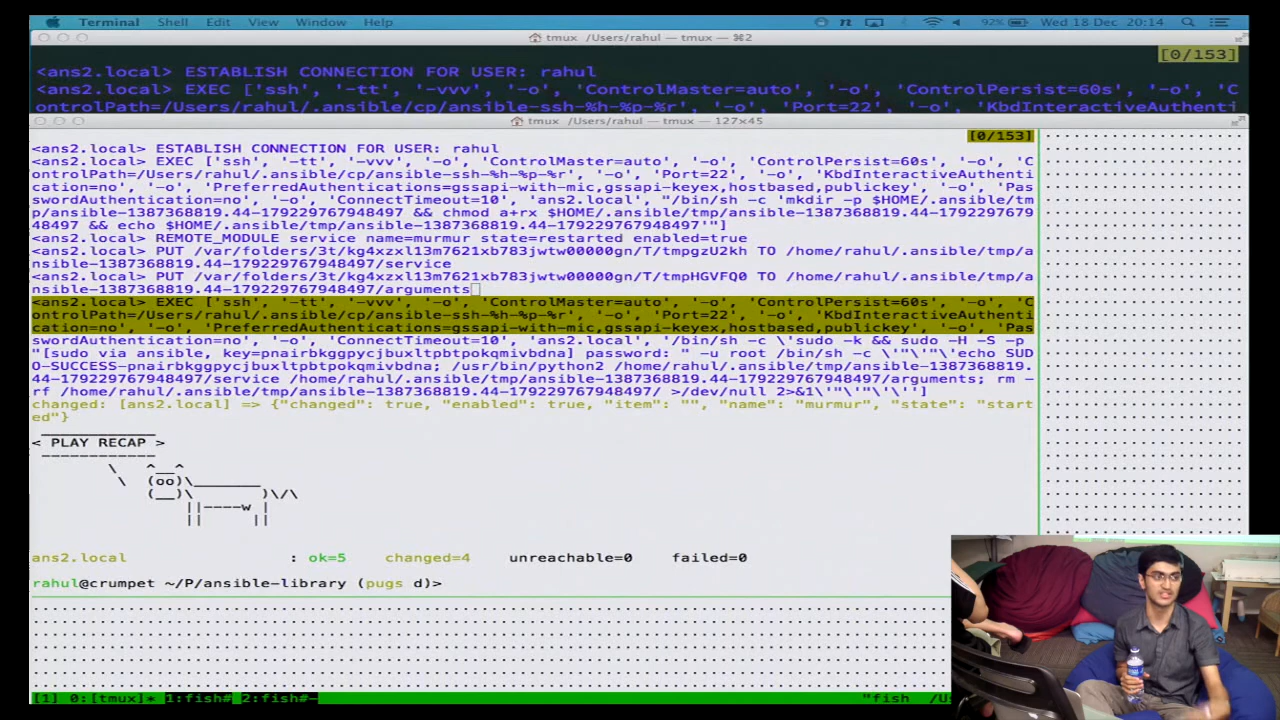 Terminal Shell Edit View Window Help 92% Wed 18 Dec 20:14
tmux /Users/rahul — tmux — ⌘2
[0/153]
<ans2.local> ESTABLISH CONNECTION FOR USER: rahul
<ans2.local> EXEC ['ssh', '-tt', '-vvv', '-o', 'ControlMaster=auto', '-o', 'ControlPersist=60s', '-o', 'C
ontrolPath=/Users/rahul/.ansible/cp/ansible-ssh-%h-%p-%r', '-o', 'Port=22', '-o', 'KbdInteractiveAuthenti
tmux /Users/rahul — tmux — 127×45
[0/153]
<ans2.local> ESTABLISH CONNECTION FOR USER: rahul
<ans2.local> EXEC ['ssh', '-tt', '-vvv', '-o', 'ControlMaster=auto', '-o', 'ControlPersist=60s', '-o', 'C
ontrolPath=/Users/rahul/.ansible/cp/ansible-ssh-%h-%p-%r', '-o', 'Port=22', '-o', 'KbdInteractiveAuthenti
cation=no', '-o', 'PreferredAuthentications=gssapi-with-mic,gssapi-keyex,hostbased,publickey', '-o', 'Pas
swordAuthentication=no', '-o', 'ConnectTimeout=10', 'ans2.local', "/bin/sh -c 'mkdir -p $HOME/.ansible/tm
p/ansible-1387368819.44-179229767948497 && chmod a+rx $HOME/.ansible/tmp/ansible-1387368819.44-1792297679
48497 && echo $HOME/.ansible/tmp/ansible-1387368819.44-179229767948497'"]
<ans2.local> REMOTE_MODULE service name=murmur state=restarted enabled=true
<ans2.local> PUT /var/folders/3t/kg4xzxl13m7621xb783jwtw00000gn/T/tmpgzU2kh TO /home/rahul/.ansible/tmp/a
nsible-1387368819.44-179229767948497/service
<ans2.local> PUT /var/folders/3t/kg4xzxl13m7621xb783jwtw00000gn/T/tmpHGVFQ0 TO /home/rahul/.ansible/tmp/a
nsible-1387368819.44-179229767948497/arguments
<ans2.local> EXEC ['ssh', '-tt', '-vvv', '-o', 'ControlMaster=auto', '-o', 'ControlPersist=60s', '-o', 'C
ontrolPath=/Users/rahul/.ansible/cp/ansible-ssh-%h-%p-%r', '-o', 'Port=22', '-o', 'KbdInteractiveAuthenti
cation=no', '-o', 'PreferredAuthentications=gssapi-with-mic,gssapi-keyex,hostbased,publickey', '-o', 'Pas
swordAuthentication=no', '-o', 'ConnectTimeout=10', 'ans2.local', '/bin/sh -c \'sudo -k && sudo -H -S -p
"[sudo via ansible, key=pnairbkggpycjbuxltpbtpokqmivbdna] password: " -u root /bin/sh -c \'"\'"\'echo SUD
O-SUCCESS-pnairbkggpycjbuxltpbtpokqmivbdna; /usr/bin/python2 /home/rahul/.ansible/tmp/ansible-1387368819.
44-179229767948497/service /home/rahul/.ansible/tmp/ansible-1387368819.44-179229767948497/arguments; rm -
rf /home/rahul/.ansible/tmp/ansible-1387368819.44-179229767948497/ >/dev/null 2>&1\'"\'"\'\'']
changed: [ans2.local] => {"changed": true, "enabled": true, "item": "", "name": "murmur", "state": "start
ed"}
< PLAY RECAP >
ans2.local : ok=5 changed=4 unreachable=0 failed=0
rahul@crumpet ~/P/ansible-library (pugs d)>
[1] 0:[tmux]* 1:fish# 2:fish#- "fish /U